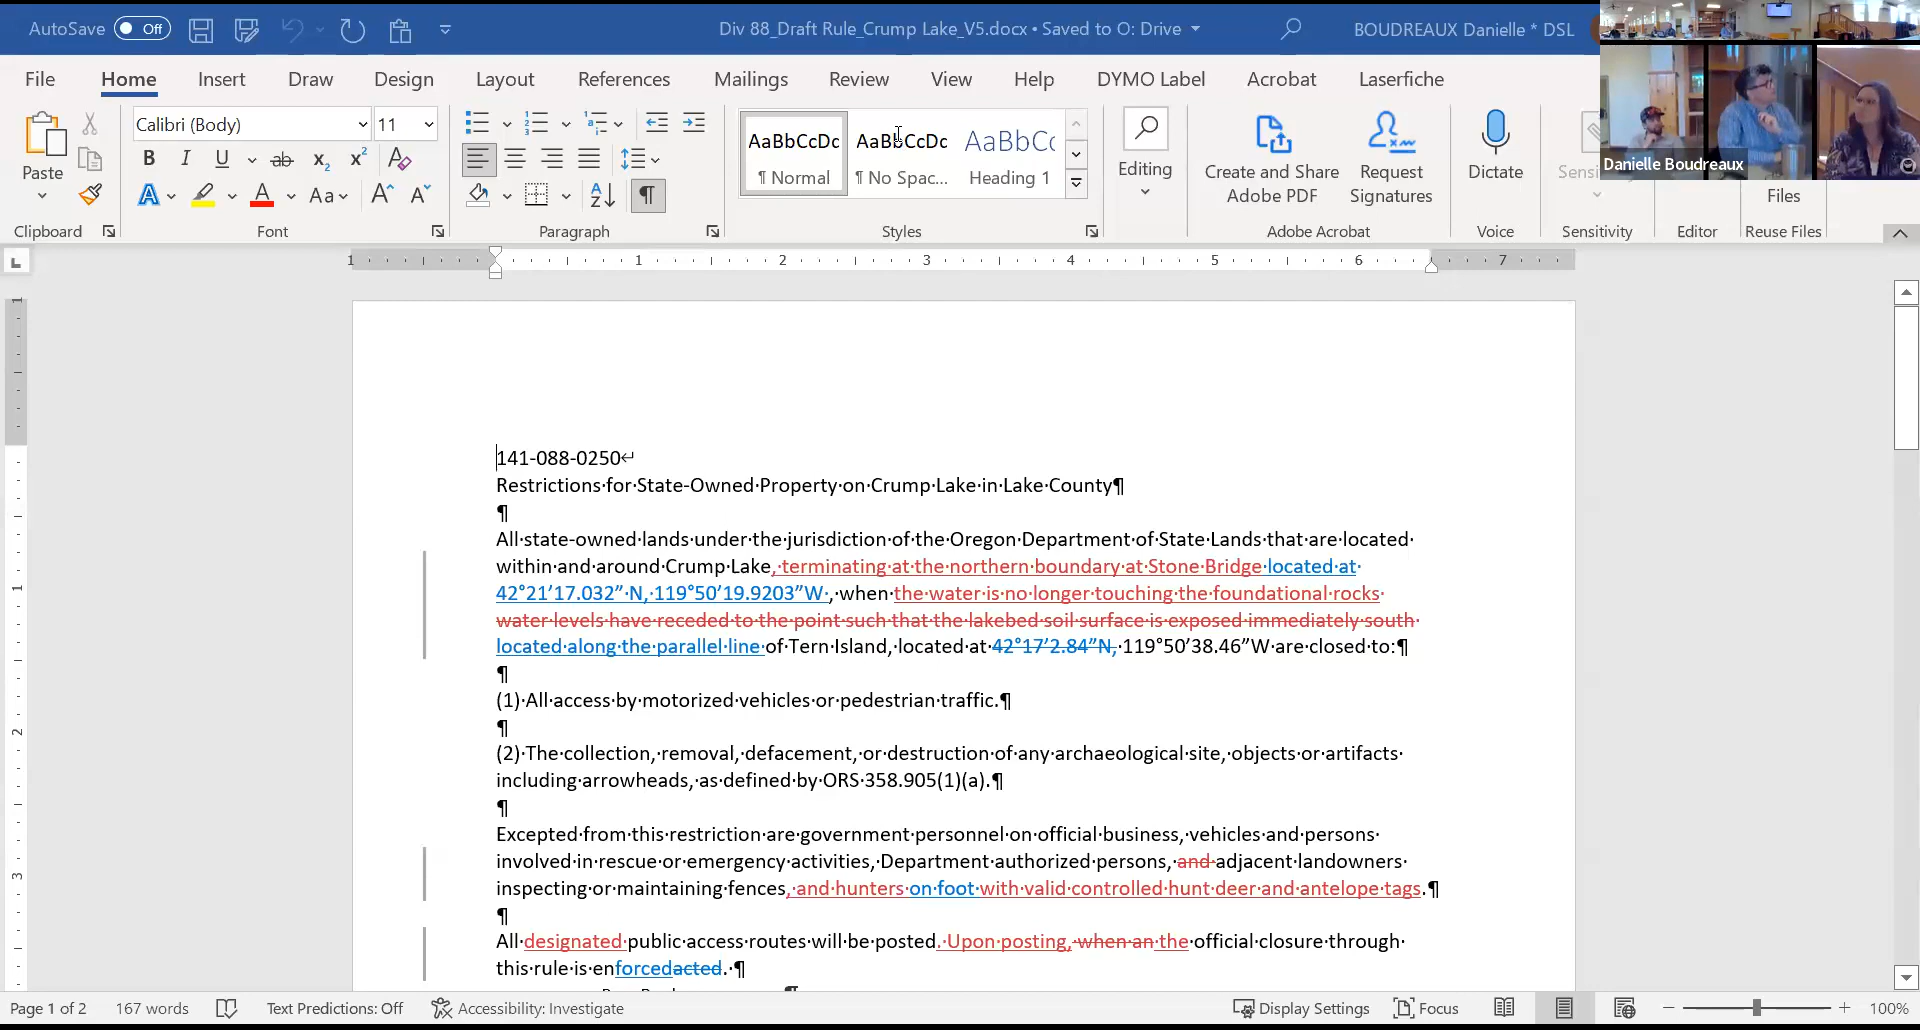 AutoSave Off
Div 88_Draft Rule_Crump Lake_V5.docx • Saved to O: Drive
BOUDREAUX Danielle * DSL
File Home Insert Draw Design Layout References Mailings Review View Help DYMO Label Acrobat Laserfiche
Danielle Boudreaux
Paste
Calibri (Body) 11
AaBbCcDc AaBbCcDc AaBbCc
¶ Normal ¶ No Spac... Heading 1
Editing
Create and Share Adobe PDF
Request Signatures
Dictate
Sensi
Files
Clipboard Font Paragraph Styles Adobe Acrobat Voice Sensitivity Editor Reuse Files
1 1 2 3 4 5 6 7
141-088-0250↵
Restrictions·for·State-Owned·Property·on·Crump·Lake·in·Lake·County¶
¶
All·state-owned·lands·under·the·jurisdiction·of·the·Oregon·Department·of·State·Lands·that·are·located·
within·and·around·Crump·Lake,·terminating·at·the·northern·boundary·at·Stone·Bridge·located·at·
42°21’17.032”·N,·119°50’19.9203”W·,·when·the·water·is·no·longer·touching·the·foundational·rocks·
water·levels·have·receded·to·the·point·such·that·the·lakebed·soil·surface·is·exposed·immediately·south·
located·along·the·parallel·line·of·Tern·Island,·located·at·42°17’2.84”N,·119°50’38.46”W·are·closed·to:¶
¶
(1)·All·access·by·motorized·vehicles·or·pedestrian·traffic.¶
¶
(2)·The·collection,·removal,·defacement,·or·destruction·of·any·archaeological·site,·objects·or·artifacts·
including·arrowheads,·as·defined·by·ORS·358.905(1)(a).¶
¶
Excepted·from·this·restriction·are·government·personnel·on·official·business,·vehicles·and·persons·
involved·in·rescue·or·emergency·activities,·Department·authorized·persons,·and·adjacent·landowners·
inspecting·or·maintaining·fences,·and·hunters·on·foot·with·valid·controlled·hunt·deer·and·antelope·tags.¶
¶
All·designated·public·access·routes·will·be·posted.·Upon·posting,·when·an·the·official·closure·through·
this·rule·is·enforcedacted.·¶
Page 1 of 2 167 words Text Predictions: Off Accessibility: Investigate Display Settings Focus 100%